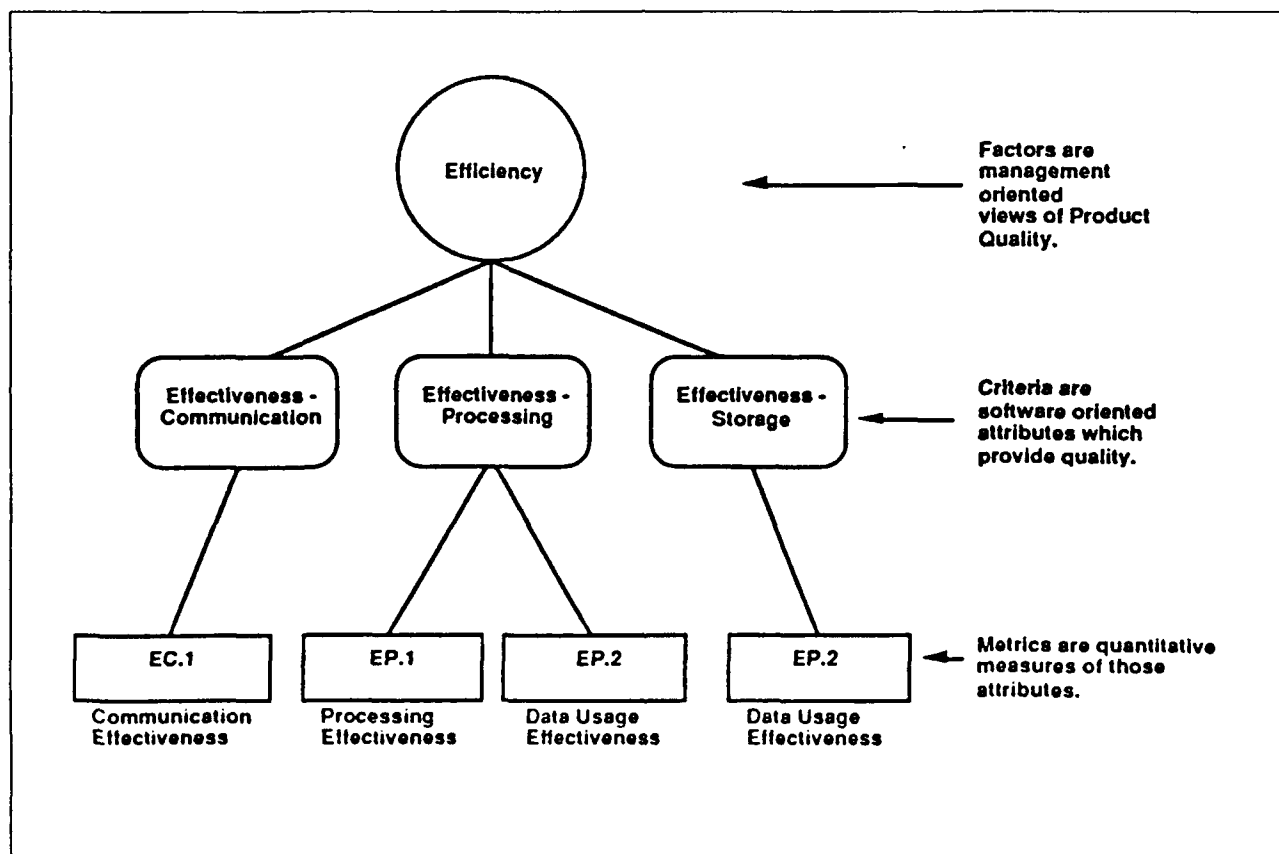 Efficiency
Factors are
management
oriented
views of Product
Quality.
Effectiveness -
Communication
Effectiveness -
Processing
Effectiveness -
Storage
Criteria are
software oriented
attributes which
provide quality.
EC.1
EP.1
EP.2
EP.2
Metrics are quantitative
measures of those
attributes.
Communication
Effectiveness
Processing
Effectiveness
Data Usage
Effectiveness
Data Usage
Effectiveness